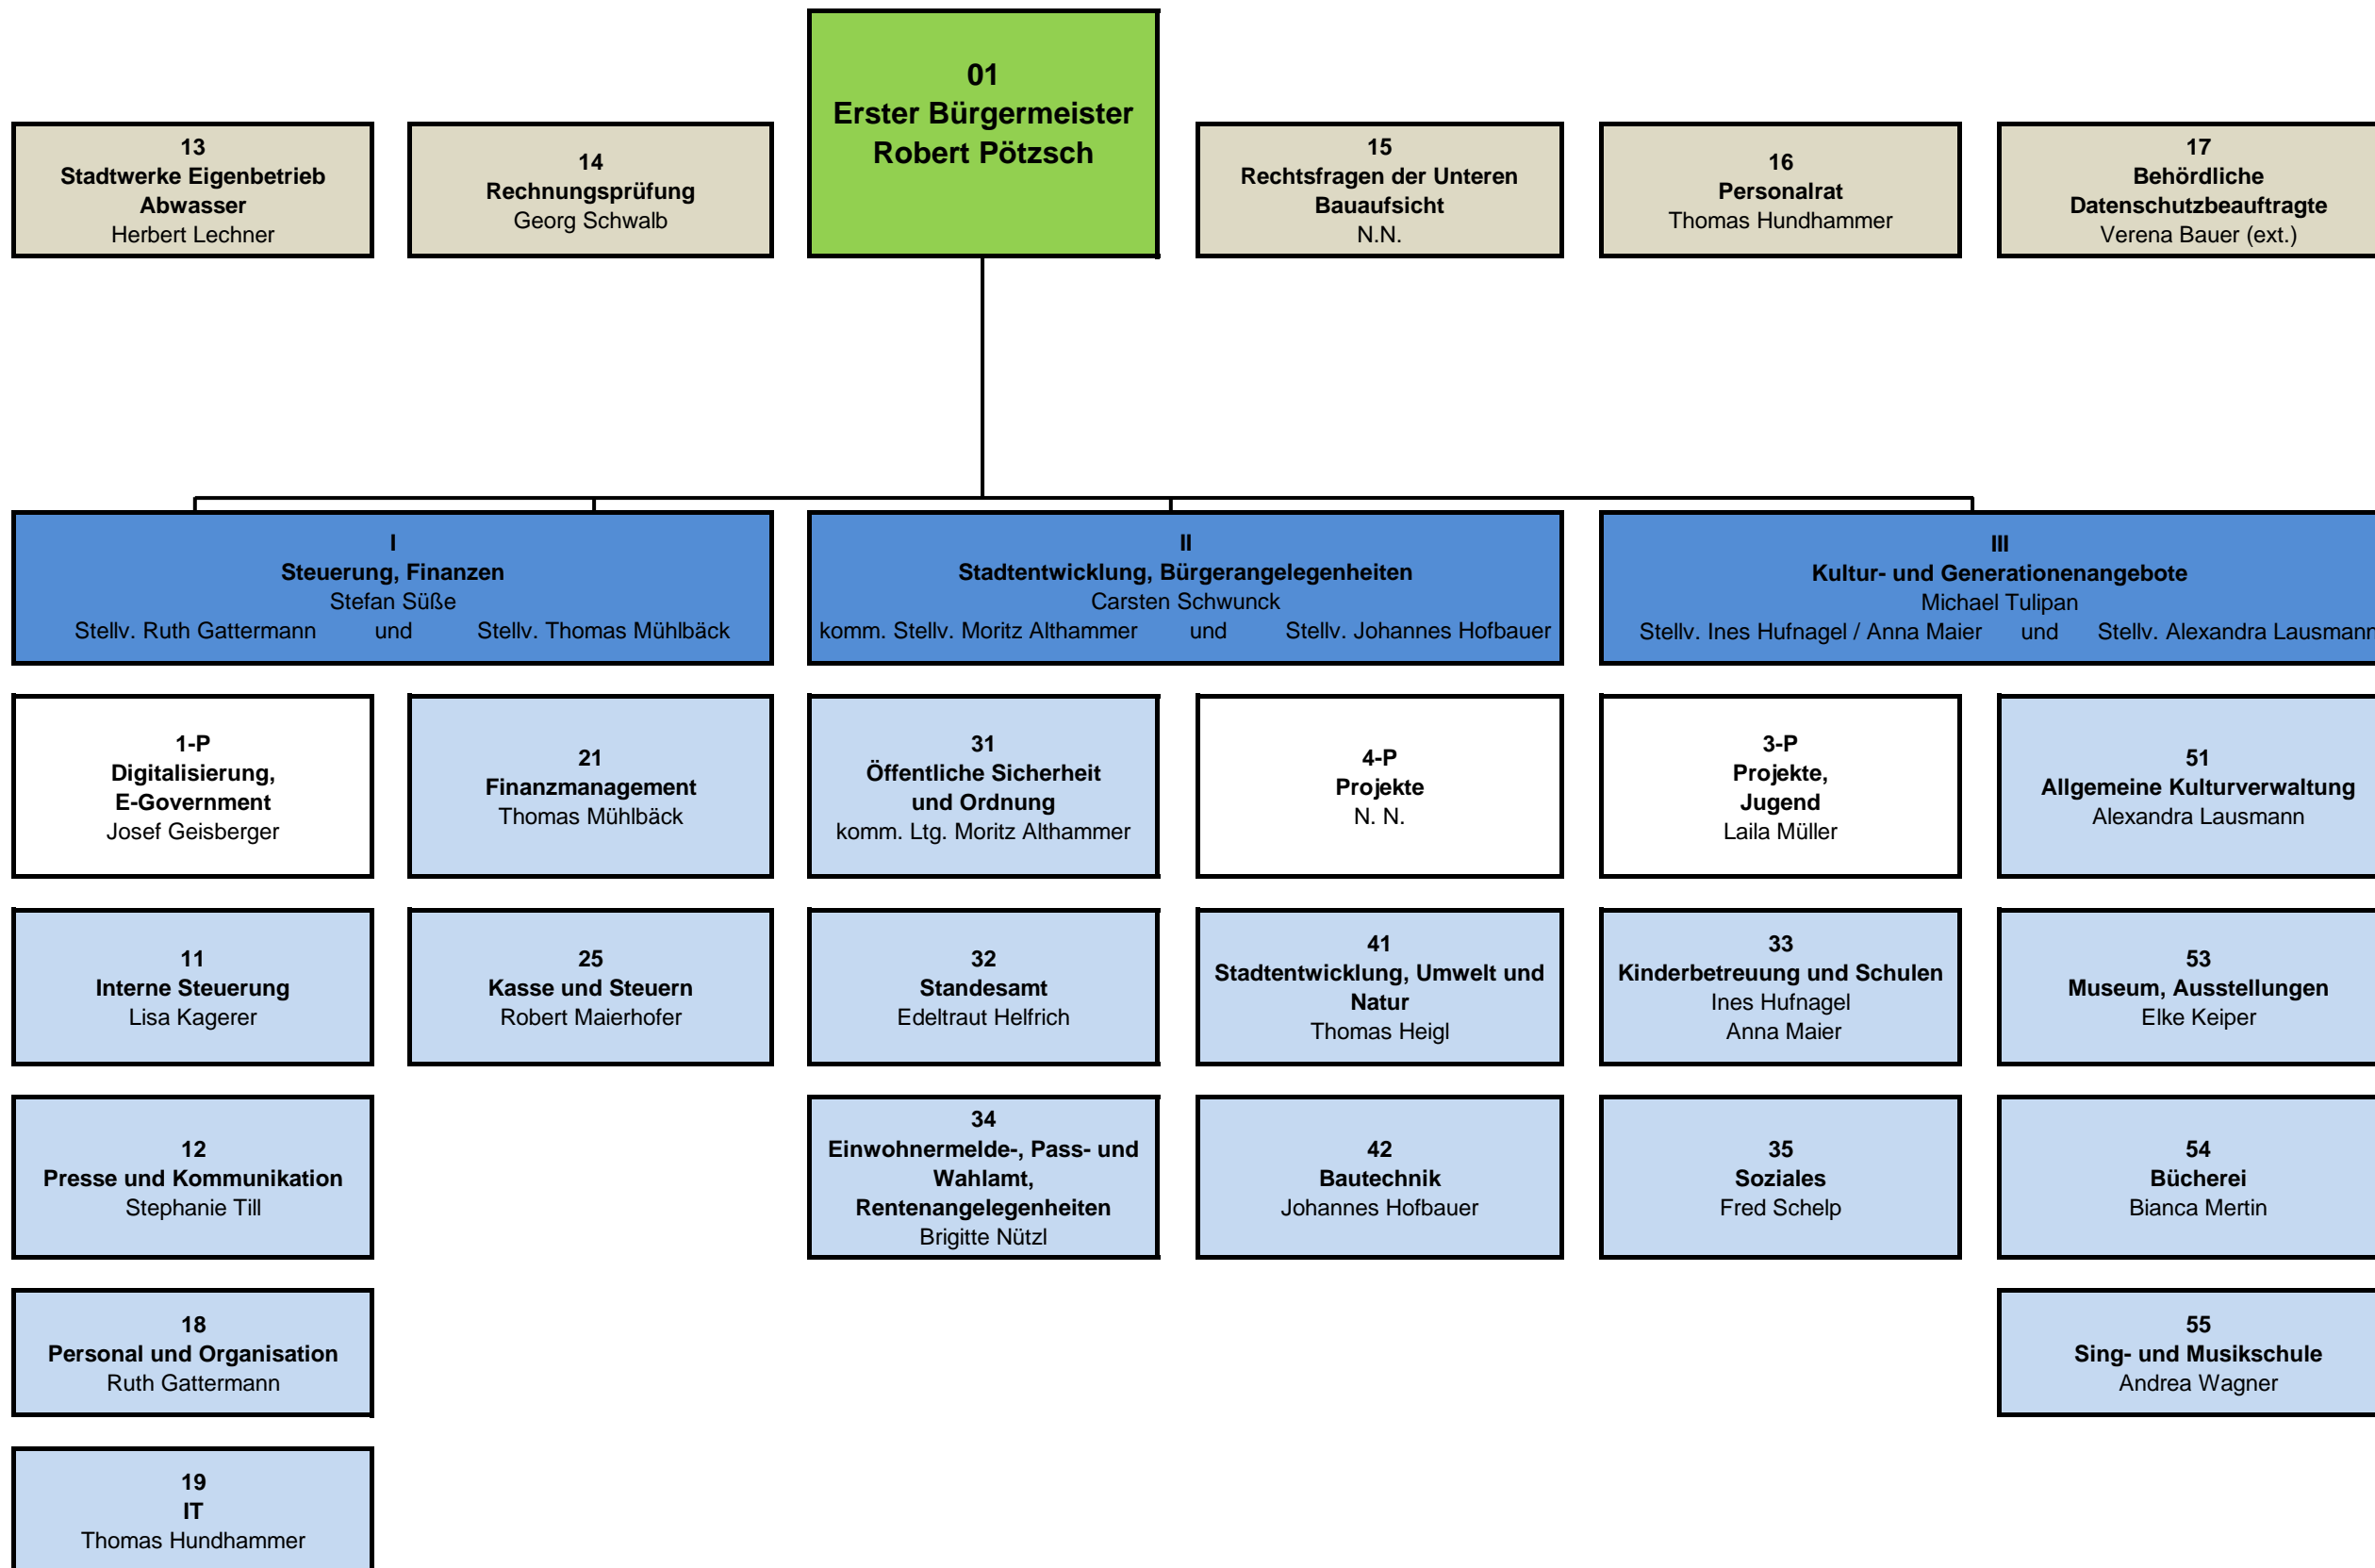 01
Erster Bürgermeister
Robert Pötzsch
13
Stadtwerke Eigenbetrieb
Abwasser
Herbert Lechner
14
Rechnungsprüfung
Georg Schwalb
15
Rechtsfragen der Unteren
Bauaufsicht
N.N.
16
Personalrat
Thomas Hundhammer
17
Behördliche
Datenschutzbeauftragte
Verena Bauer (ext.)
I
Steuerung, Finanzen
Stefan Süße
Stellv. Ruth Gattermann und Stellv. Thomas Mühlbäck
II
Stadtentwicklung, Bürgerangelegenheiten
Carsten Schwunck
komm. Stellv. Moritz Althammer und Stellv. Johannes Hofbauer
III
Kultur- und Generationenangebote
Michael Tulipan
Stellv. Ines Hufnagel / Anna Maier und Stellv. Alexandra Lausmann
1-P
Digitalisierung,
E-Government
Josef Geisberger
21
Finanzmanagement
Thomas Mühlbäck
31
Öffentliche Sicherheit
und Ordnung
komm. Ltg. Moritz Althammer
4-P
Projekte
N. N.
3-P
Projekte,
Jugend
Laila Müller
51
Allgemeine Kulturverwaltung
Alexandra Lausmann
11
Interne Steuerung
Lisa Kagerer
25
Kasse und Steuern
Robert Maierhofer
32
Standesamt
Edeltraut Helfrich
41
Stadtentwicklung, Umwelt und
Natur
Thomas Heigl
33
Kinderbetreuung und Schulen
Ines Hufnagel
Anna Maier
53
Museum, Ausstellungen
Elke Keiper
12
Presse und Kommunikation
Stephanie Till
34
Einwohnermelde-, Pass- und
Wahlamt,
Rentenangelegenheiten
Brigitte Nützl
42
Bautechnik
Johannes Hofbauer
35
Soziales
Fred Schelp
54
Bücherei
Bianca Mertin
18
Personal und Organisation
Ruth Gattermann
55
Sing- und Musikschule
Andrea Wagner
19
IT
Thomas Hundhammer